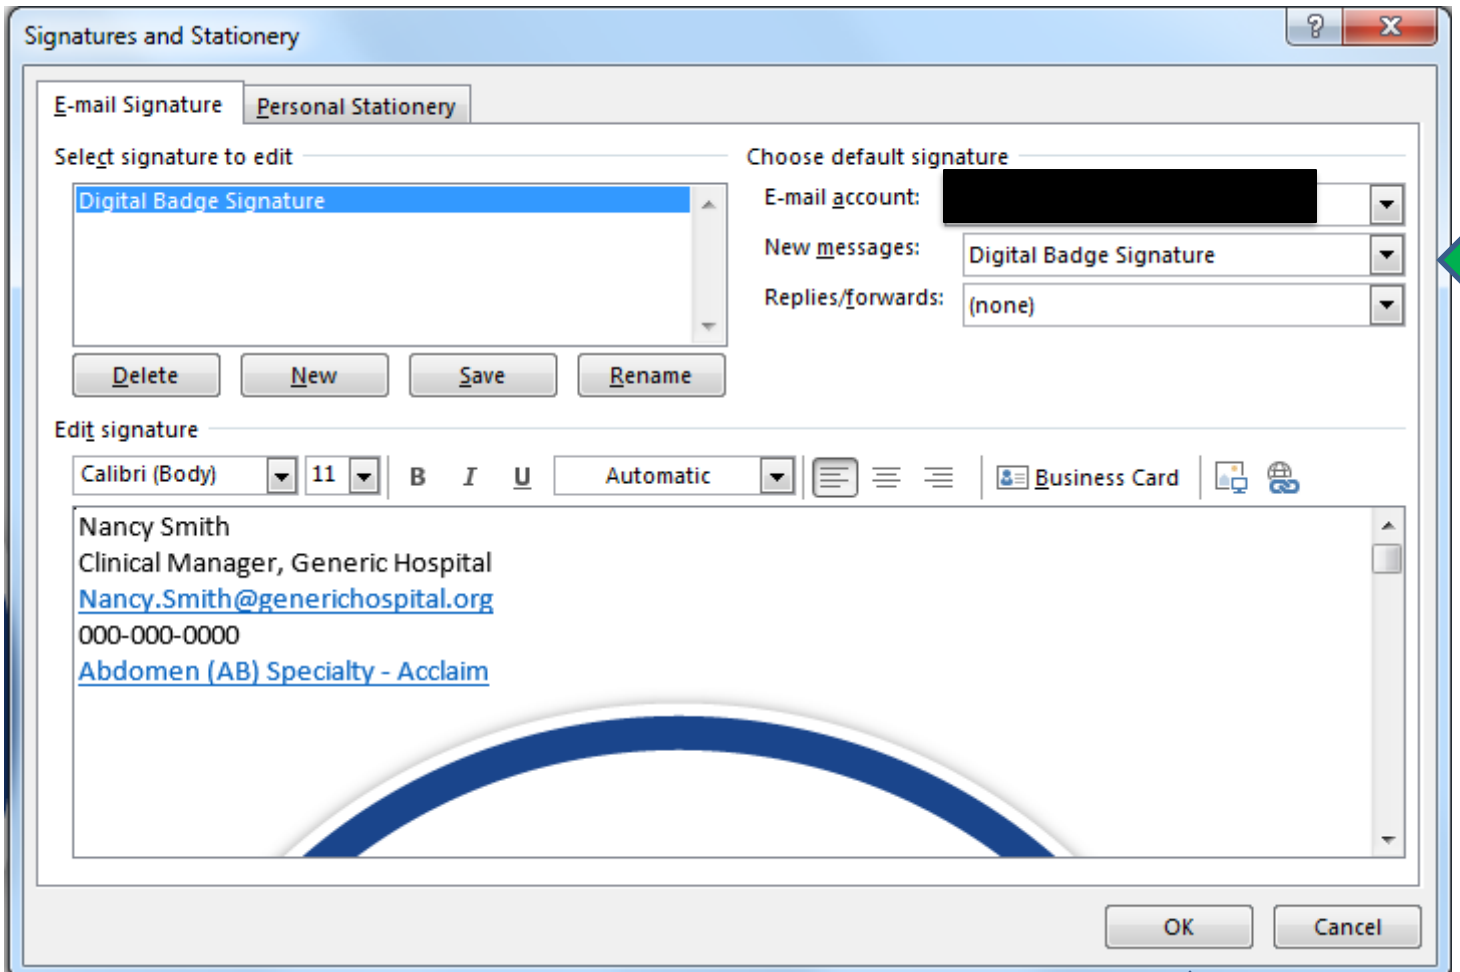 Signatures and Stationery
E-mail Signature
Personal Stationery
Select signature to edit
Choose default signature
Digital Badge Signature
E-mail account:
New messages:
Digital Badge Signature
Replies/forwards:
(none)
Delete
New
Save
Rename
Edit signature
Calibri (Body)
11
B
I
U
Automatic
Business Card
Nancy Smith
Clinical Manager, Generic Hospital
Nancy.Smith@generichospital.org
000-000-0000
Abdomen (AB) Specialty - Acclaim
OK
Cancel